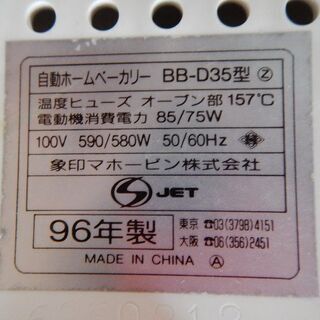 自動ホームベーカリー BB-D35型 Ⓩ
温度ヒューズ オーブン部 157℃
電動機消費電力 85/75W
100V 590/580W 50/60Hz
象印マホービン株式会社
JET
96年製
東京 ☎03(3798)4151
大阪 ☎06(356)2451
MADE IN CHINA Ⓐ